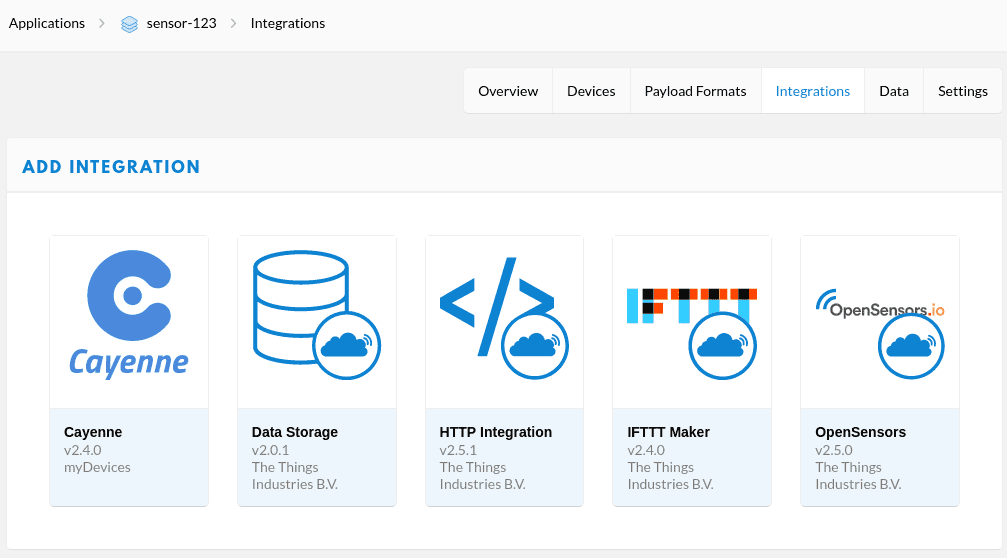 Applications sensor-123 Integrations
Overview Devices Payload Formats Integrations Data Settings
ADD INTEGRATION
Cayenne
IFTTT
OpenSensors.io
Cayenne
v2.4.0
myDevices
Data Storage
v2.0.1
The Things
Industries B.V.
HTTP Integration
v2.5.1
The Things
Industries B.V.
IFTTT Maker
v2.4.0
The Things
Industries B.V.
OpenSensors
v2.5.0
The Things
Industries B.V.